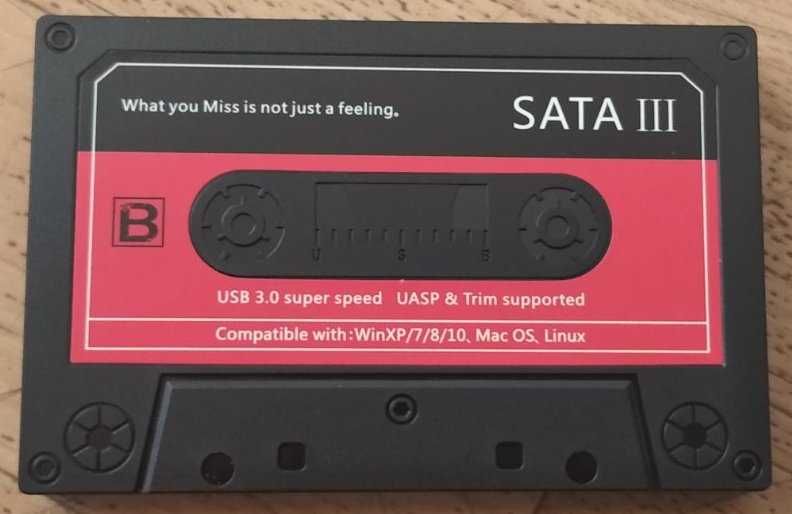 What you Miss is not just a feeling。
SATA III
B
U S B
USB 3.0 super speed UASP & Trim supported
Compatible with:WinXP/7/8/10、Mac OS、Linux